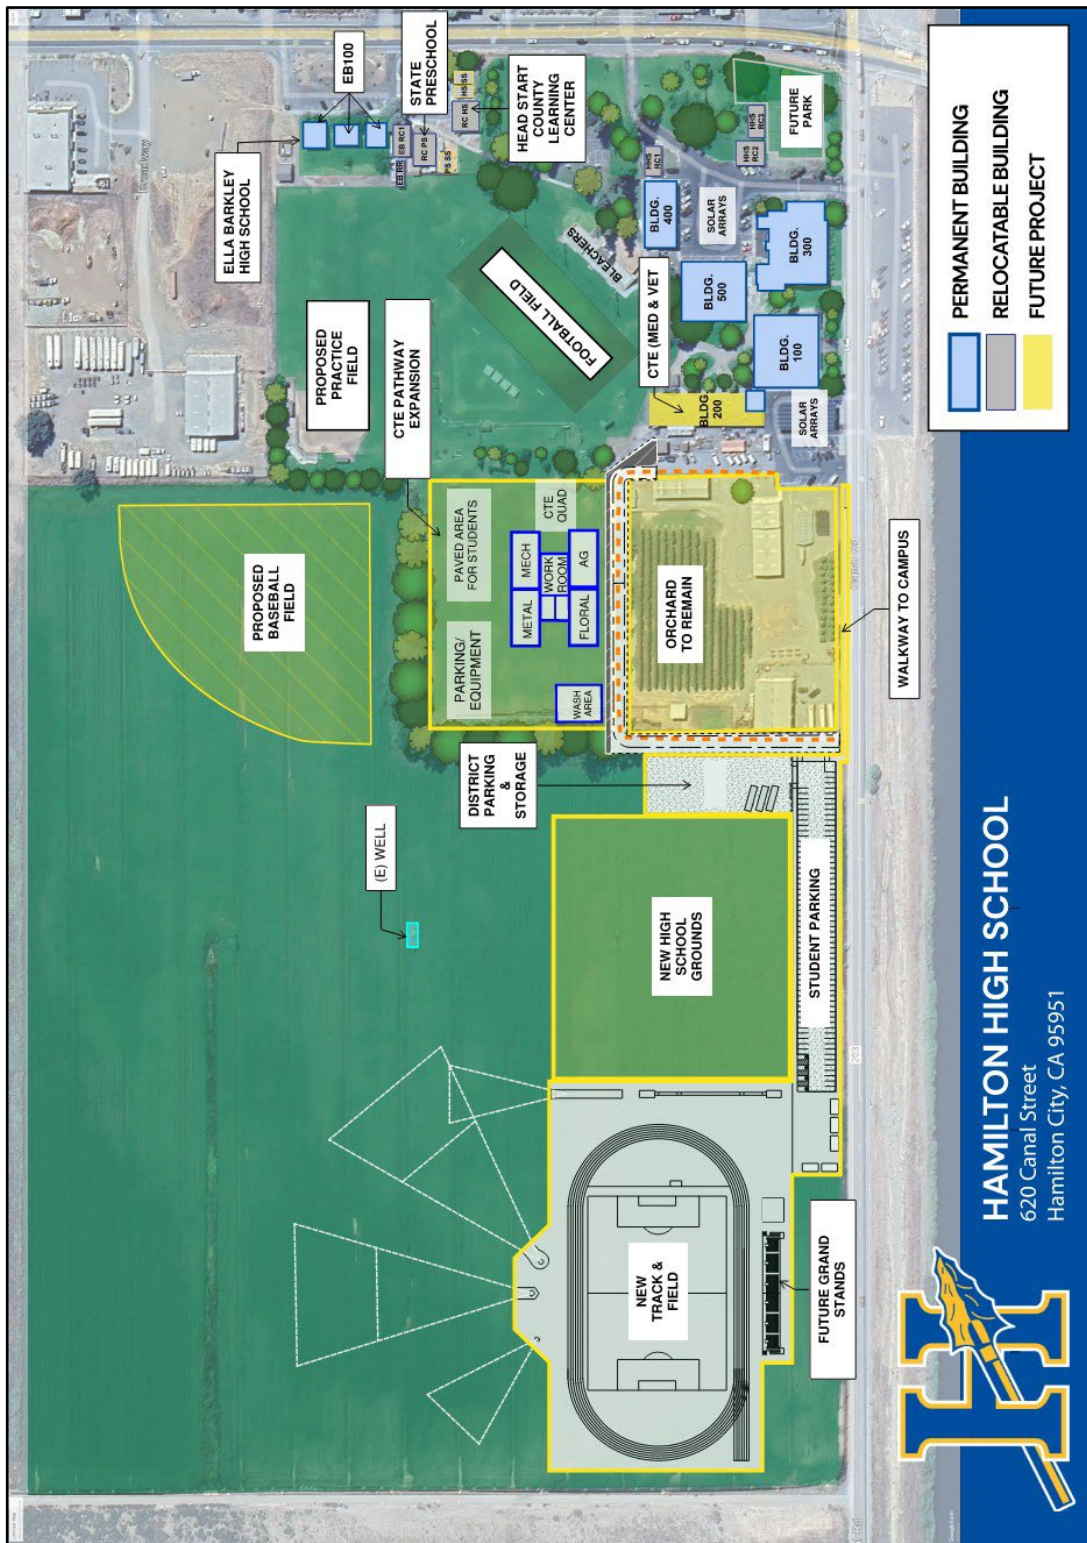 ELLA BARKLEY
HIGH SCHOOL
EB100
STATE
PRESCHOOL
EB RR
EB RC1
RC PS
PS SS
RC HS
HS SS
HEAD START
COUNTY
LEARNING
CENTER
PROPOSED
PRACTICE
FIELD
CTE PATHWAY
EXPANSION
FOOTBALL FIELD
BLEACHERS
CTE (MED & VET
HHS
RC1
HHS
RC2
HHS
RC3
FUTURE
PARK
BLDG.
400
SOLAR
ARRAYS
BLDG.
500
BLDG.
300
BLDG.
100
BLDG.
200
SOLAR
ARRAYS
PROPOSED
BASEBALL
FIELD
PAVED AREA
FOR STUDENTS
PARKING/
EQUIPMENT
CTE
QUAD
METAL
MECH
WORK
ROOM
FLORAL
AG
WASH
AREA
ORCHARD
TO REMAIN
WALKWAY TO CAMPUS
DISTRICT
PARKING
&
STORAGE
(E) WELL
NEW HIGH
SCHOOL
GROUNDS
STUDENT PARKING
203
NEW
TRACK &
FIELD
FUTURE GRAND
STANDS
PERMANENT BUILDING
RELOCATABLE BUILDING
FUTURE PROJECT
H
HAMILTON HIGH SCHOOL
620 Canal Street
Hamilton City, CA 95951
Google Earth